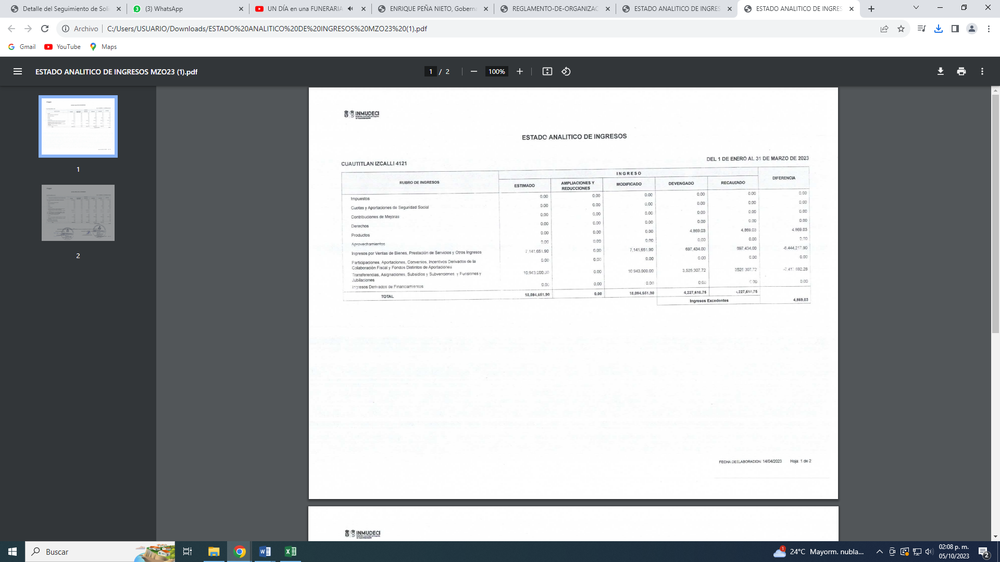 Detalle del Seguimiento de Soli
(3) WhatsApp
UN DÍA en una FUNERARIA
ENRIQUE PEÑA NIETO, Goberna
REGLAMENTO-DE-ORGANIZAC
ESTADO ANALITICO DE INGRES
ESTADO ANALITICO DE INGRES
Archivo C:/Users/USUARIO/Downloads/ESTADO%20ANALITICO%20DE%20INGRESOS%20MZO23%20(1).pdf
Gmail YouTube Maps
ESTADO ANALITICO DE INGRESOS MZO23 (1).pdf 1 / 2 100%
1
2
INMUDECI
ESTADO ANALITICO DE INGRESOS
CUAUTITLAN IZCALLI 4121 DEL 1 DE ENERO AL 31 DE MARZO DE 2023
INGRESO
RUBRO DE INGRESOS ESTIMADO AMPLIACIONES Y REDUCCIONES MODIFICADO DEVENGADO RECAUDADO DIFERENCIA
Impuestos 0.00 0.00 0.00 0.00 0.00 0.00
Cuotas y Aportaciones de Seguridad Social 0.00 0.00 0.00 0.00 0.00 0.00
Contribuciones de Mejoras 0.00 0.00 0.00 0.00 0.00 0.00
Derechos 0.00 0.00 0.00 0.00 0.00 0.00
Productos 0.00 0.00 0.00 4,869.03 4,869.03 4,869.03
Aprovechamientos 0.00 0.00 0.00 0.00 0.00 0.00
Ingresos por Ventas de Bienes, Prestación de Servicios y Otros Ingresos 7,141,651.90 0.00 7,141,651.90 697,434.00 697,434.00 -6,444,217.90
Participaciones, Aportaciones, Convenios, Incentivos Derivados de la
Colaboración Fiscal y Fondos Distintos de Aportaciones 0.00 0.00 0.00 0.00 0.00 0.00
Transferencias, Asignaciones, Subsidios y Subvenciones, y Pensiones y
Jubilaciones 10,943,000.00 0.00 10,943,000.00 3,525,307.72 3,525,307.72 -7,417,692.28
Ingresos Derivados de Financiamientos 0.00 0.00 0.00 0.00 0.00 0.00
TOTAL 18,084,651.90 0.00 18,084,651.90 4,227,610.75 4,227,610.75
Ingresos Excedentes 4,869.03
FECHA DE ELABORACION: 14/04/2023 Hoja: 1 de 2
INMUDECI
Buscar
24°C Mayorm. nubla...
02:08 p. m.
05/10/2023
2